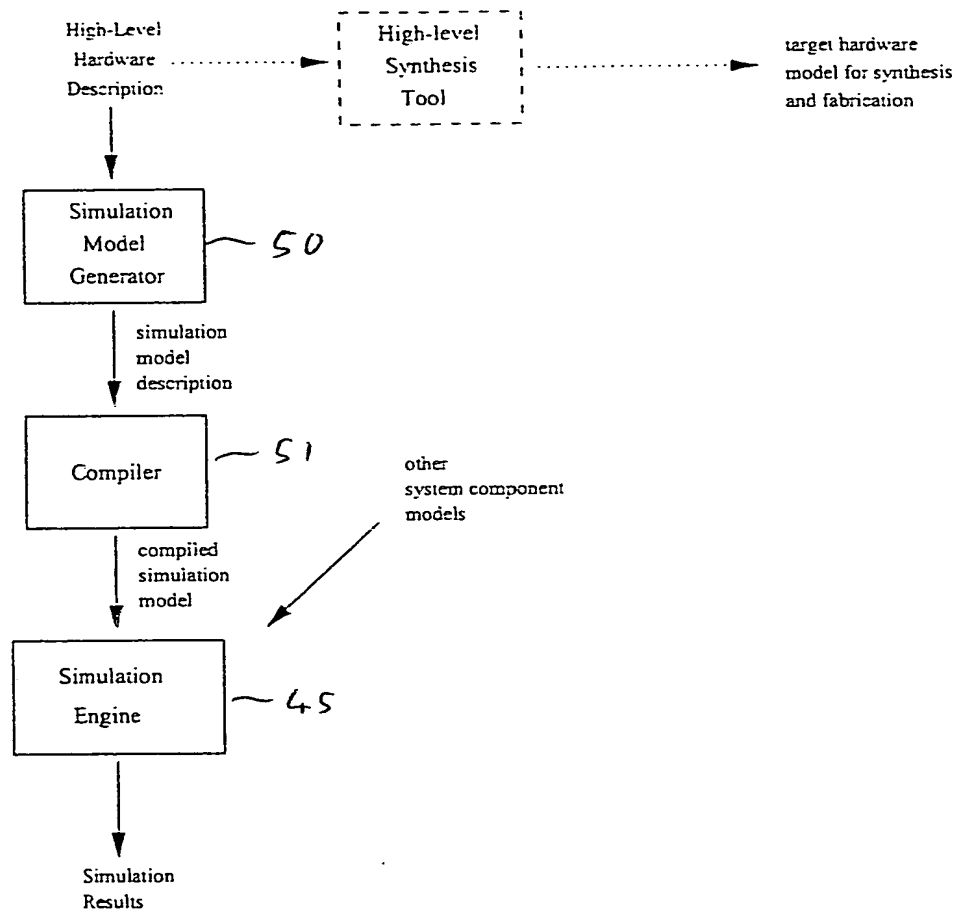 High-Level
Hardware
Description
High-level
Synthesis
Tool
target hardware
model for synthesis
and fabrication
Simulation
Model
Generator
50
simulation
model
description
Compiler
51
other
system component
models
compiled
simulation
model
Simulation
Engine
45
Simulation
Results